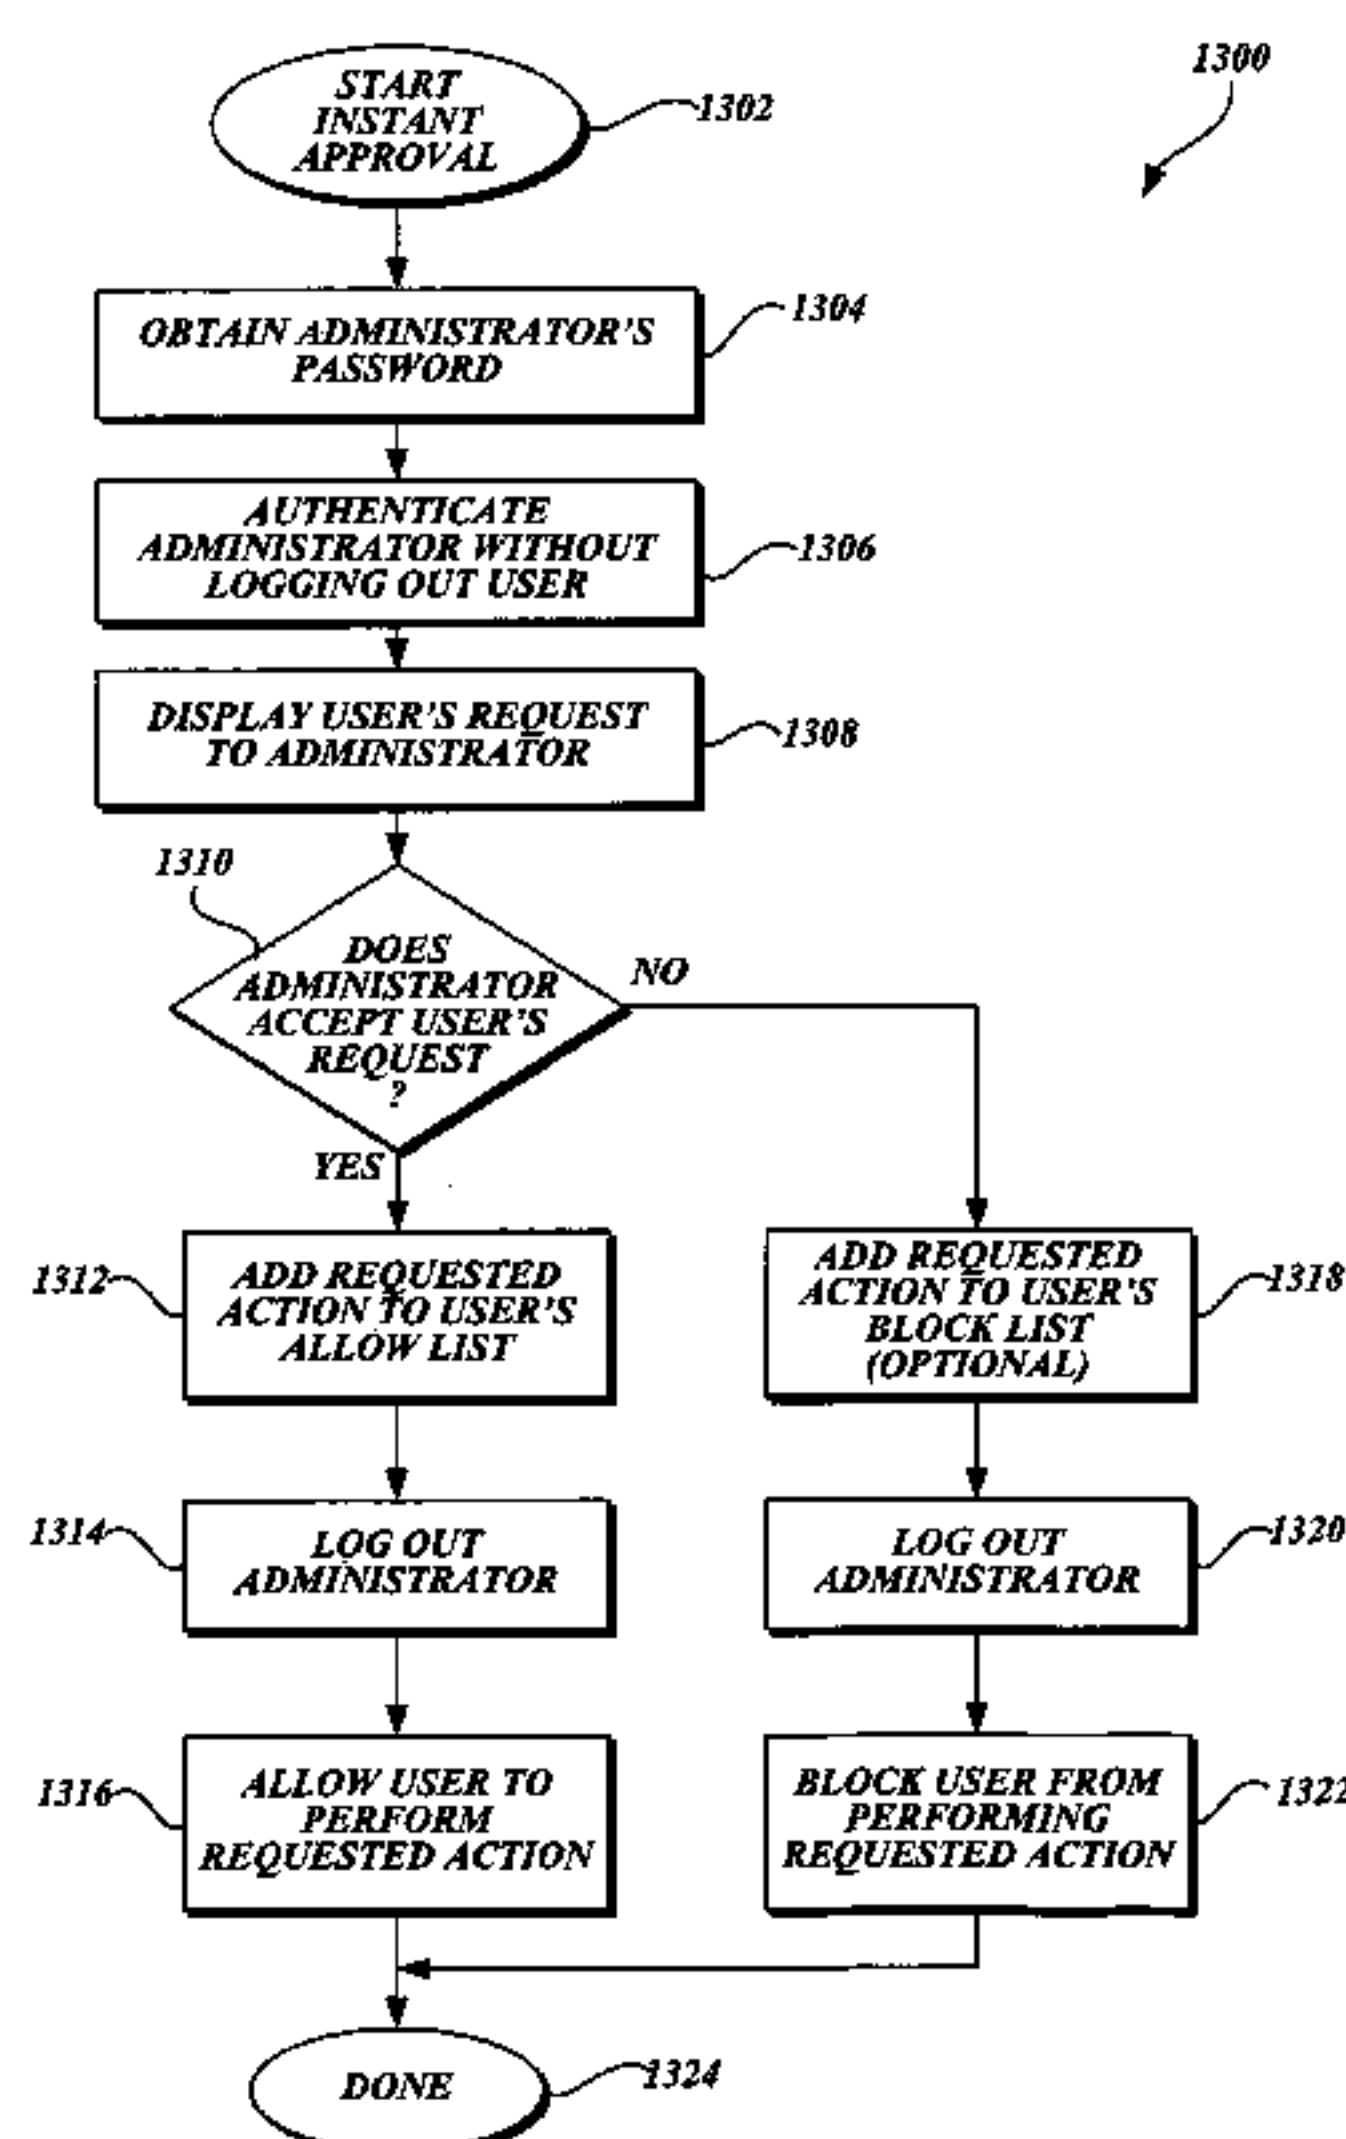 1300
START
INSTANT
APPROVAL
1302
OBTAIN ADMINISTRATOR'S
PASSWORD
1304
AUTHENTICATE
ADMINISTRATOR WITHOUT
LOGGING OUT USER
1306
DISPLAY USER'S REQUEST
TO ADMINISTRATOR
1308
1310
DOES
ADMINISTRATOR
ACCEPT USER'S
REQUEST
?
NO
YES
1312
ADD REQUESTED
ACTION TO USER'S
ALLOW LIST
ADD REQUESTED
ACTION TO USER'S
BLOCK LIST
(OPTIONAL)
1318
1314
LOG OUT
ADMINISTRATOR
LOG OUT
ADMINISTRATOR
1320
1316
ALLOW USER TO
PERFORM
REQUESTED ACTION
BLOCK USER FROM
PERFORMING
REQUESTED ACTION
1322
DONE
1324